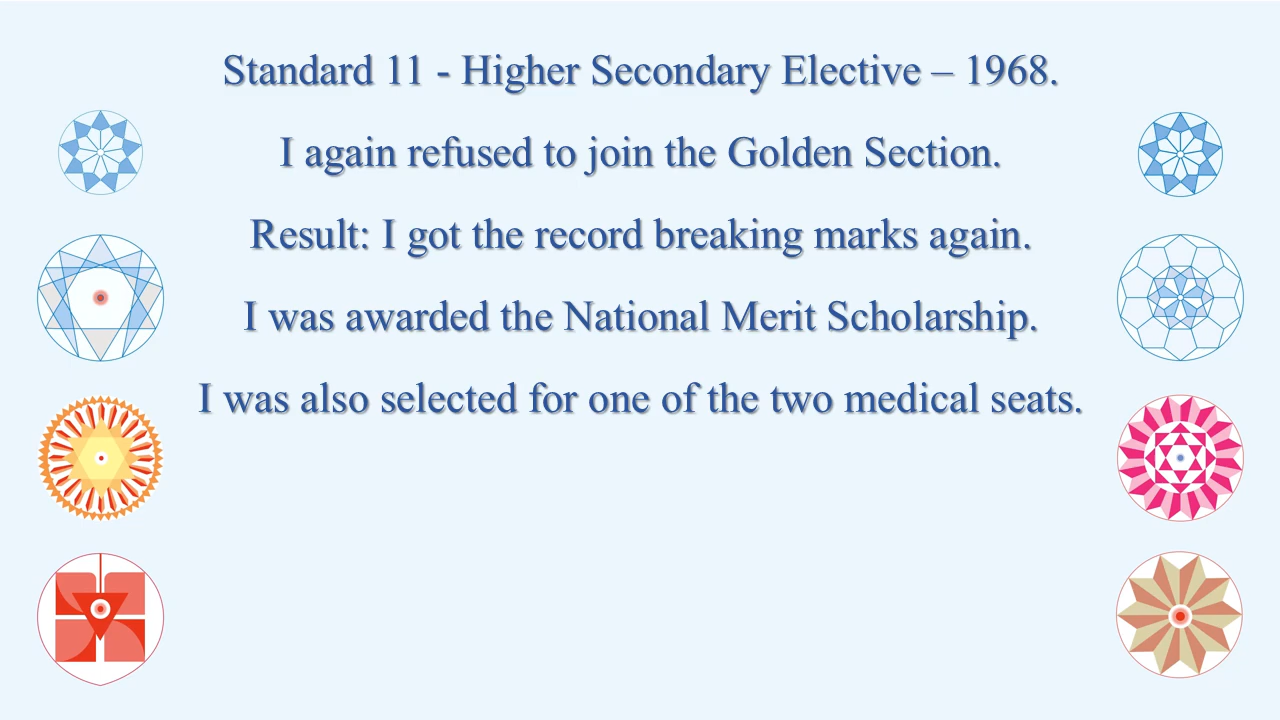 Standard 11 - Higher Secondary Elective – 1968.
I again refused to join the Golden Section.
Result: I got the record breaking marks again.
I was awarded the National Merit Scholarship.
I was also selected for one of the two medical seats.